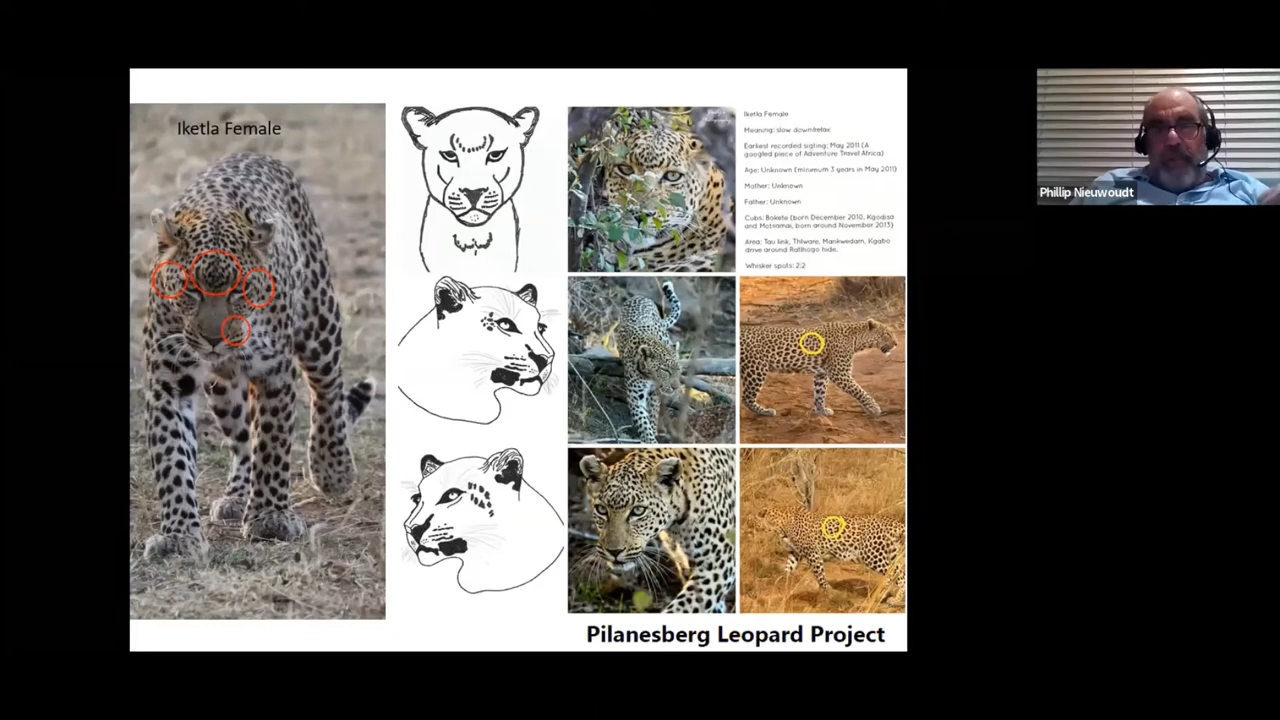 Iketla Female
Iketla Female
Meaning: slow down/relax
Earliest recorded sigting: May 2011 (A
googled piece of Adventure Travel Africa)
Age: Unknown (minimum 3 years in May 2011)
Mother: Unknown
Father: Unknown
Cubs: Bokete (born December 2010, Kgodisa
and Motsamai, born around November 2013)
Area: Tau link, Thlware, Mankwedam, Kgabo
drive around Ratlhogo hide.
Whisker spots: 2:2
Phillip Nieuwoudt
Pilanesberg Leopard Project